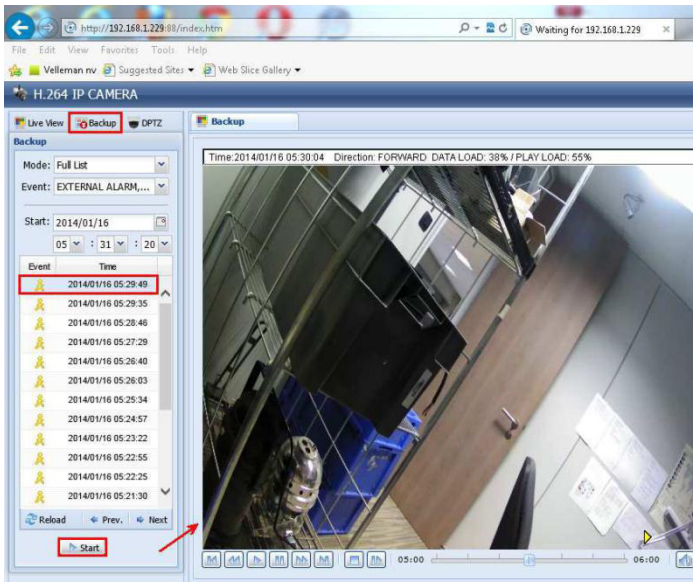 http://192.168.1.229:88/index.htm
Waiting for 192.168.1.229
File Edit View Favorites Tools Help
Velleman nv Suggested Sites Web Slice Gallery
H.264 IP CAMERA
Live View Backup DPTZ
Backup
Backup
Mode: Full List
Event: EXTERNAL ALARM,...
Start: 2014/01/16
05 : 31 : 20
Event Time
2014/01/16 05:29:49
2014/01/16 05:29:35
2014/01/16 05:28:46
2014/01/16 05:27:29
2014/01/16 05:26:40
2014/01/16 05:26:03
2014/01/16 05:25:34
2014/01/16 05:24:57
2014/01/16 05:23:22
2014/01/16 05:22:55
2014/01/16 05:22:25
2014/01/16 05:21:30
Reload Prev. Next
Start
Time:2014/01/16 05:30:04 Direction: FORWARD DATA LOAD: 38% / PLAY LOAD: 55%
05:00 06:00